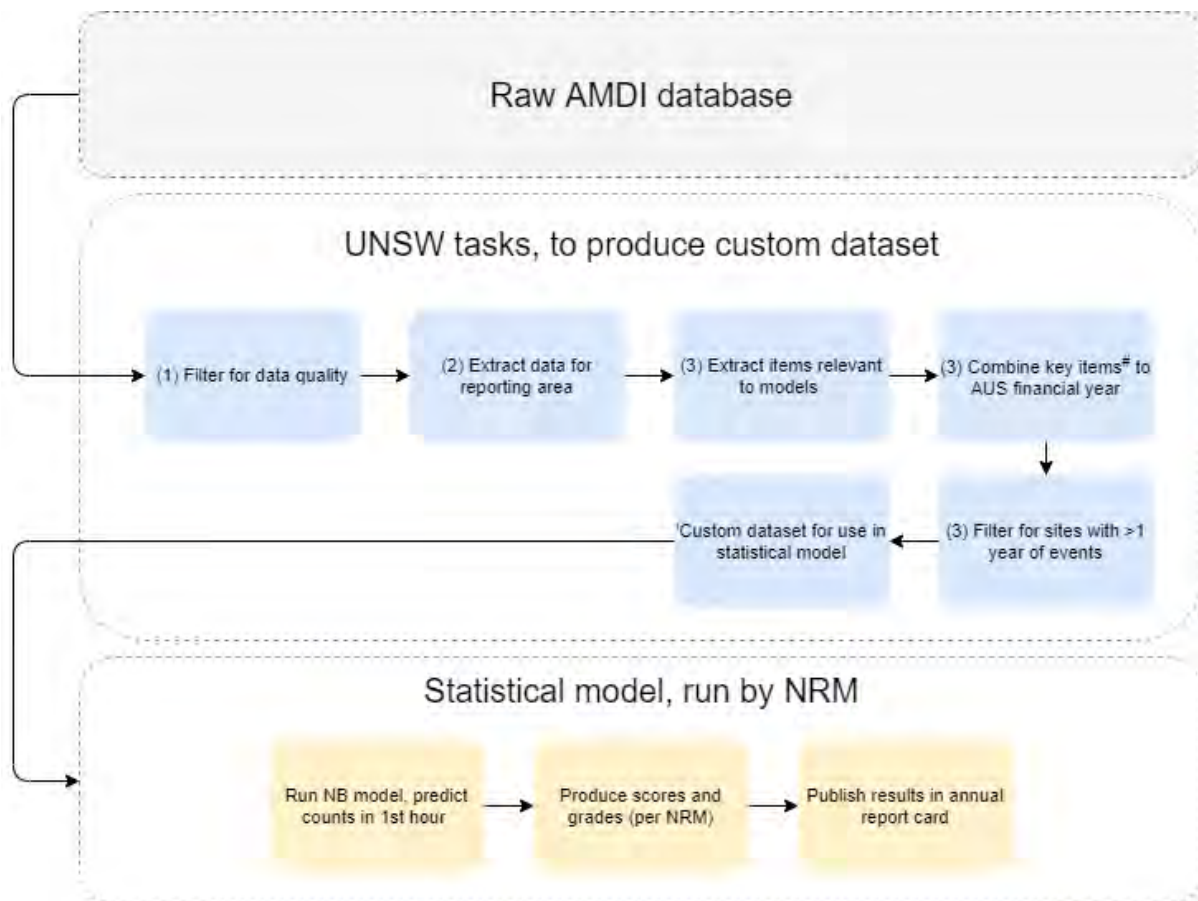 Raw AMDI database
UNSW tasks, to produce custom dataset
(1) Filter for data quality
(2) Extract data for
reporting area
(3) Extract items relevant
to models
(3) Combine key items# to
AUS financial year
(3) Filter for sites with >1
year of events
'Custom dataset for use in
statistical model
Statistical model, run by NRM
Run NB model, predict
counts in 1st hour
Produce scores and
grades (per NRM)
Publish results in annual
report card